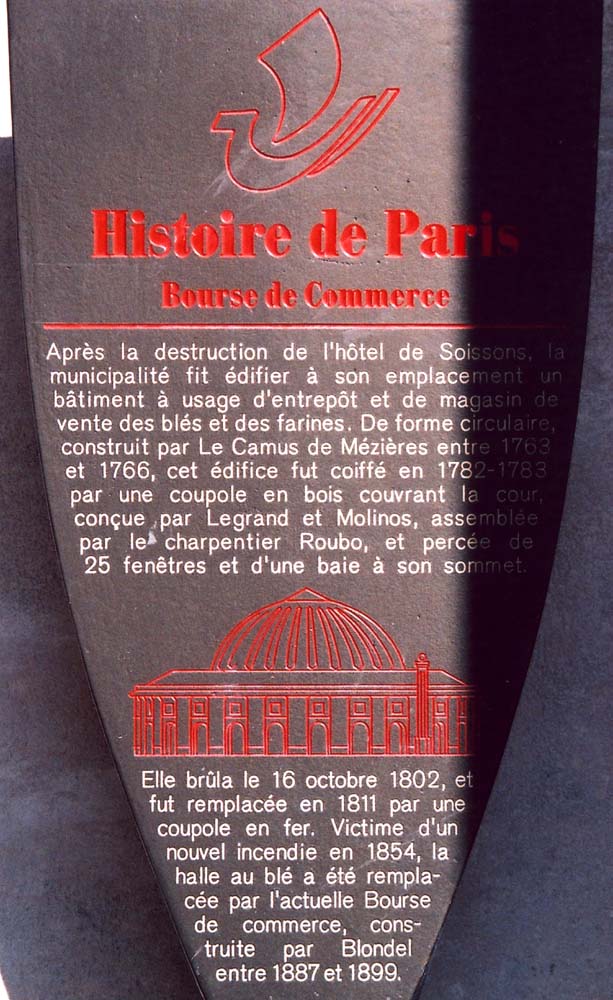 Histoire de Paris
Bourse de Commerce
Après la destruction de l'hôtel de Soissons, la
municipalité fit édifier à son emplacement un
bâtiment à usage d'entrepôt et de magasin de
vente des blés et des farines. De forme circulaire,
construit par Le Camus de Mézières entre 1763
et 1766, cet édifice fut coiffé en 1782-1783
par une coupole en bois couvrant la cour,
conçue par Legrand et Molinos, assemblée
par le charpentier Roubo, et percée de
25 fenêtres et d'une baie à son sommet.
Elle brûla le 16 octobre 1802, et
fut remplacée en 1811 par une
coupole en fer. Victime d'un
nouvel incendie en 1854, la
halle au blé a été rempla-
cée par l'actuelle Bourse
de commerce, cons-
truite par Blondel
entre 1887 et 1899.